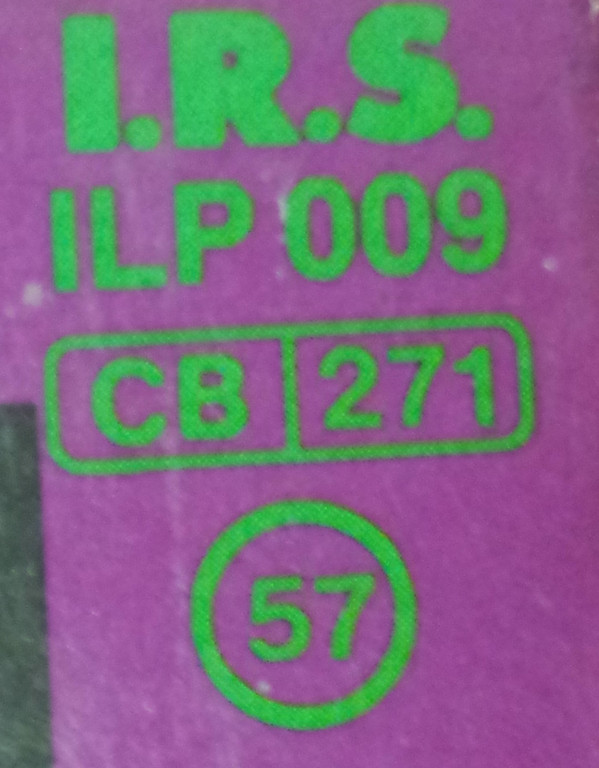 I.R.S.
ILP 009
CB 271
57